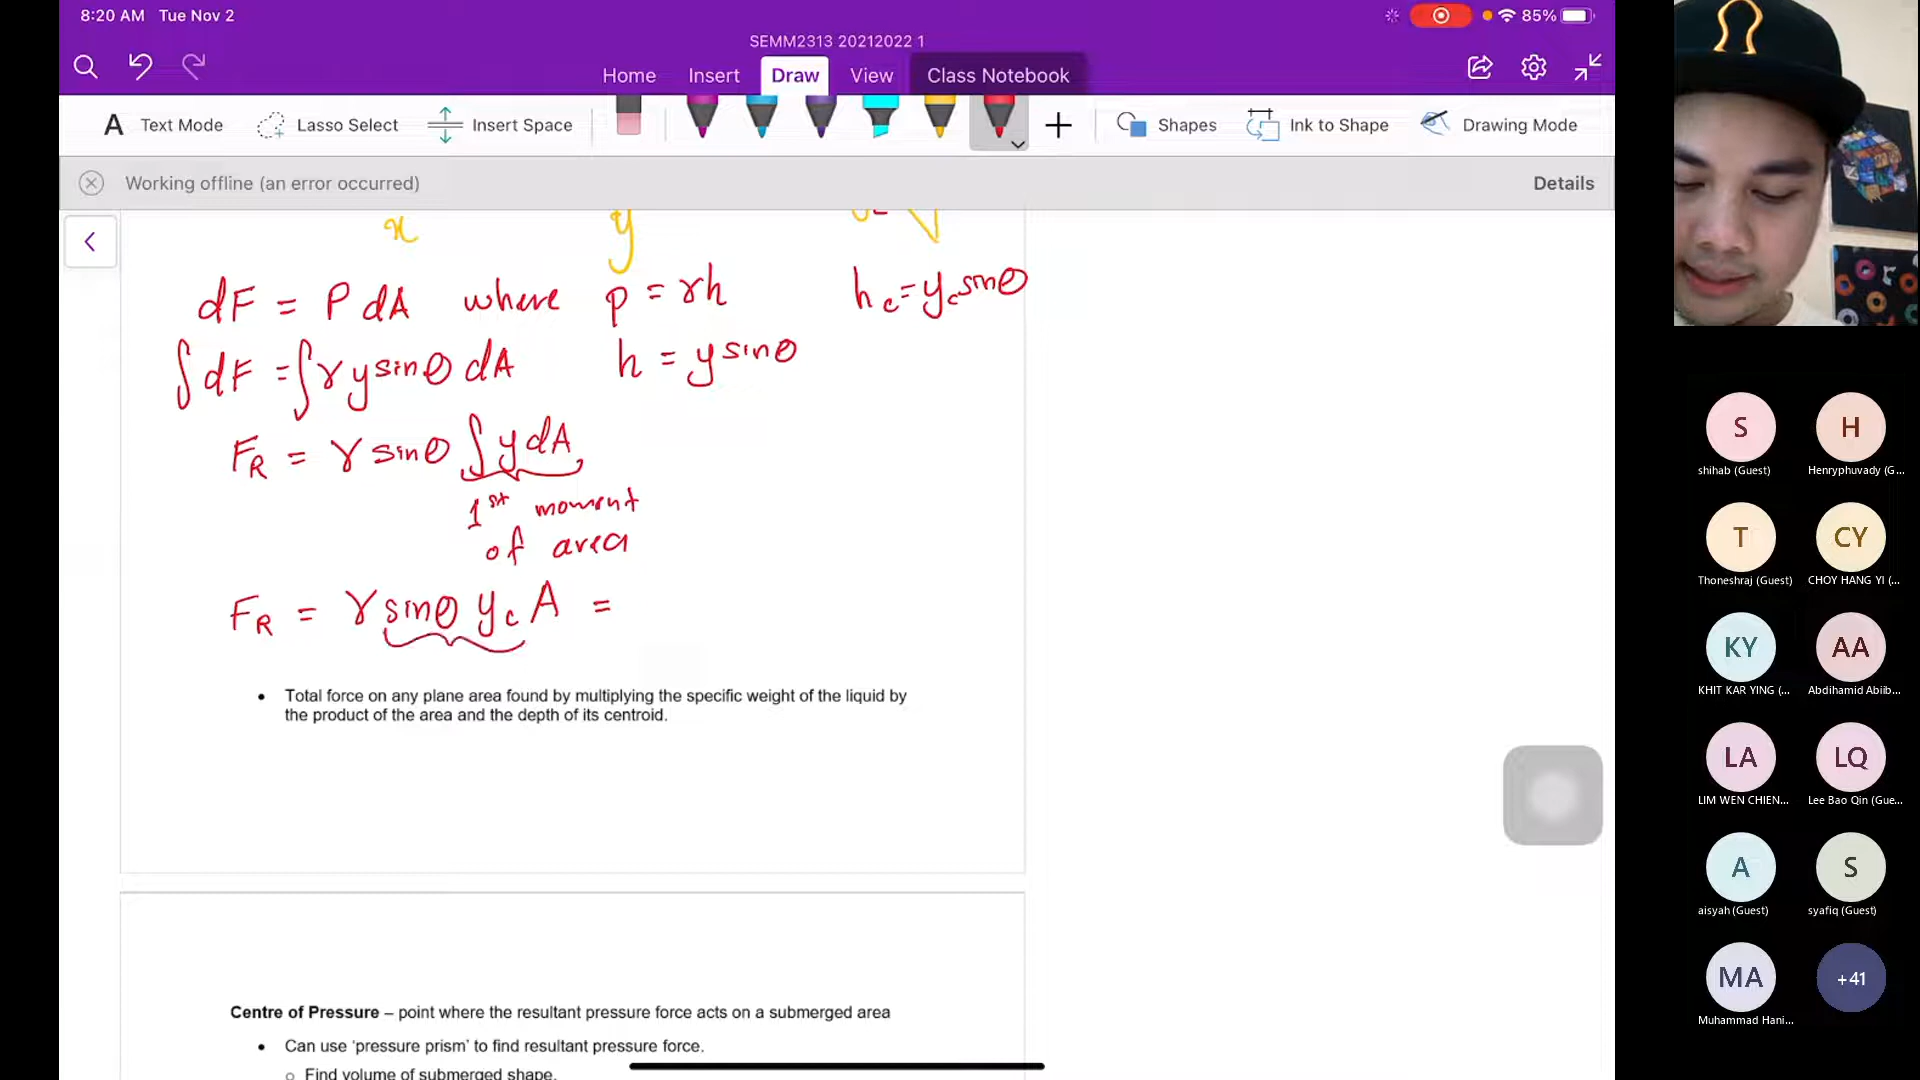 8:20 AM Tue Nov 2
85%
SEMM2313 20212022 1
Home Insert Draw View Class Notebook
A Text Mode Lasso Select Insert Space Shapes Ink to Shape Drawing Mode
Working offline (an error occurred) Details
x y
dF = P dA where p = γh hc = yc sinθ
∫dF = ∫γ y sinθ dA h = y sinθ
FR = γ sinθ ∫ y dA
1st moment
of area
FR = γ sinθ yc A =
• Total force on any plane area found by multiplying the specific weight of the liquid by
the product of the area and the depth of its centroid.
Centre of Pressure – point where the resultant pressure force acts on a submerged area
• Can use ‘pressure prism’ to find resultant pressure force.
o Find volume of submerged shape.
S H
shihab (Guest) Henryphuvady (G...
T CY
Thoneshraj (Guest) CHOY HANG YI (...
KY AA
KHIT KAR YING (... Abdihamid Abiib...
LA LQ
LIM WEN CHIEN... Lee Bao Qin (Gue...
A S
aisyah (Guest) syafiq (Guest)
MA +41
Muhammad Hani...